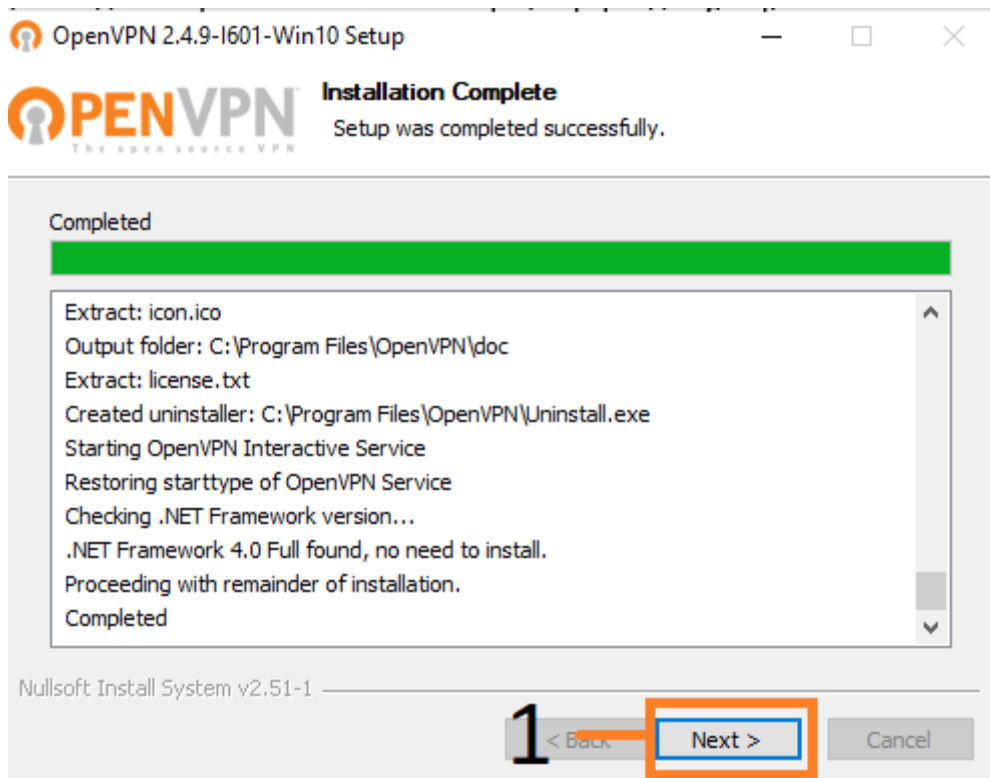 OpenVPN 2.4.9-I601-Win10 Setup
OPENVPN
The open source VPN
Installation Complete
Setup was completed successfully.
Completed
Extract: icon.ico
Output folder: C:\Program Files\OpenVPN\doc
Extract: license.txt
Created uninstaller: C:\Program Files\OpenVPN\Uninstall.exe
Starting OpenVPN Interactive Service
Restoring starttype of OpenVPN Service
Checking .NET Framework version...
.NET Framework 4.0 Full found, no need to install.
Proceeding with remainder of installation.
Completed
Nullsoft Install System v2.51-1
1 < Back Next > Cancel